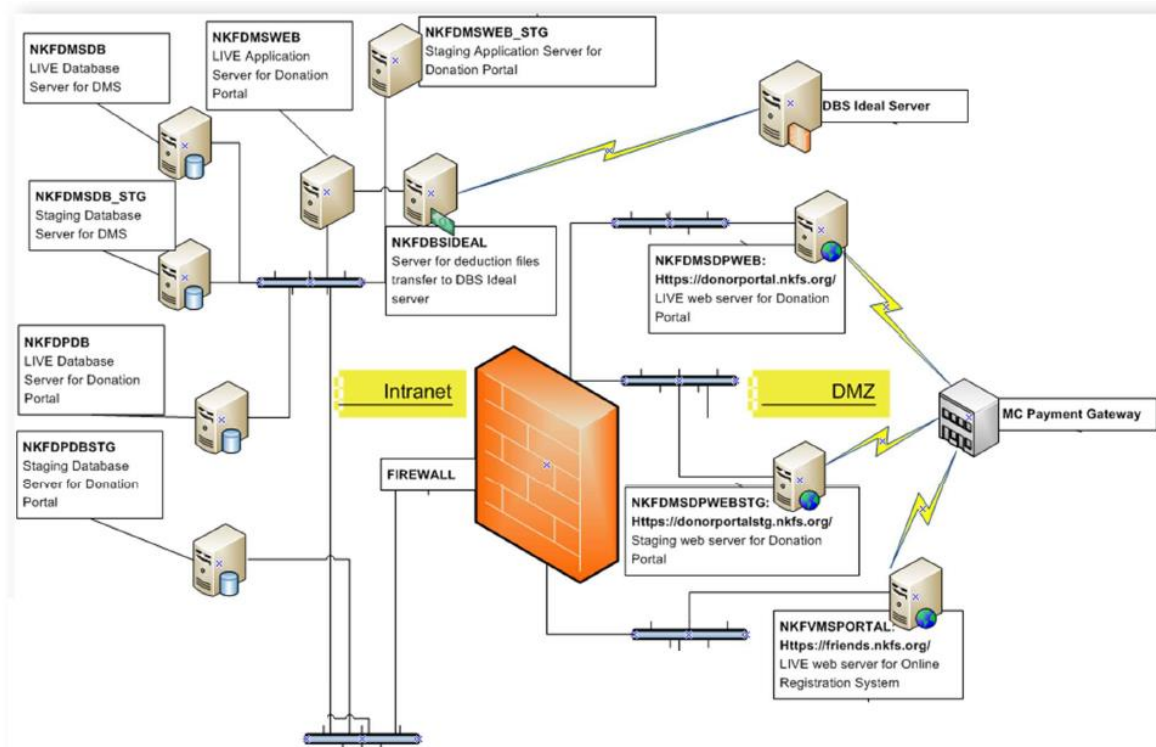 NKFDMSDB
LIVE Database
Server for DMS
NKFDMSWEB
LIVE Application
Server for Donation
Portal
NKFDMSWEB_STG
Staging Application Server for
Donation Portal
DBS Ideal Server
NKFDMSDB_STG
Staging Database
Server for DMS
NKFDBSIDEAL
Server for deduction files
transfer to DBS Ideal
server
NKFDMSDPWEB:
Https://donorportal.nkfs.org/
LIVE web server for Donation
Portal
NKFDPDB
LIVE Database
Server for Donation
Portal
Intranet
DMZ
MC Payment Gateway
NKFDPDBSTG
Staging Database
Server for Donation
Portal
FIREWALL
NKFDMSDPWEBSTG:
Https://donorportalstg.nkfs.org/
Staging web server for Donation
Portal
NKFVMSPORTAL:
Https://friends.nkfs.org/
LIVE web server for Online
Registration System